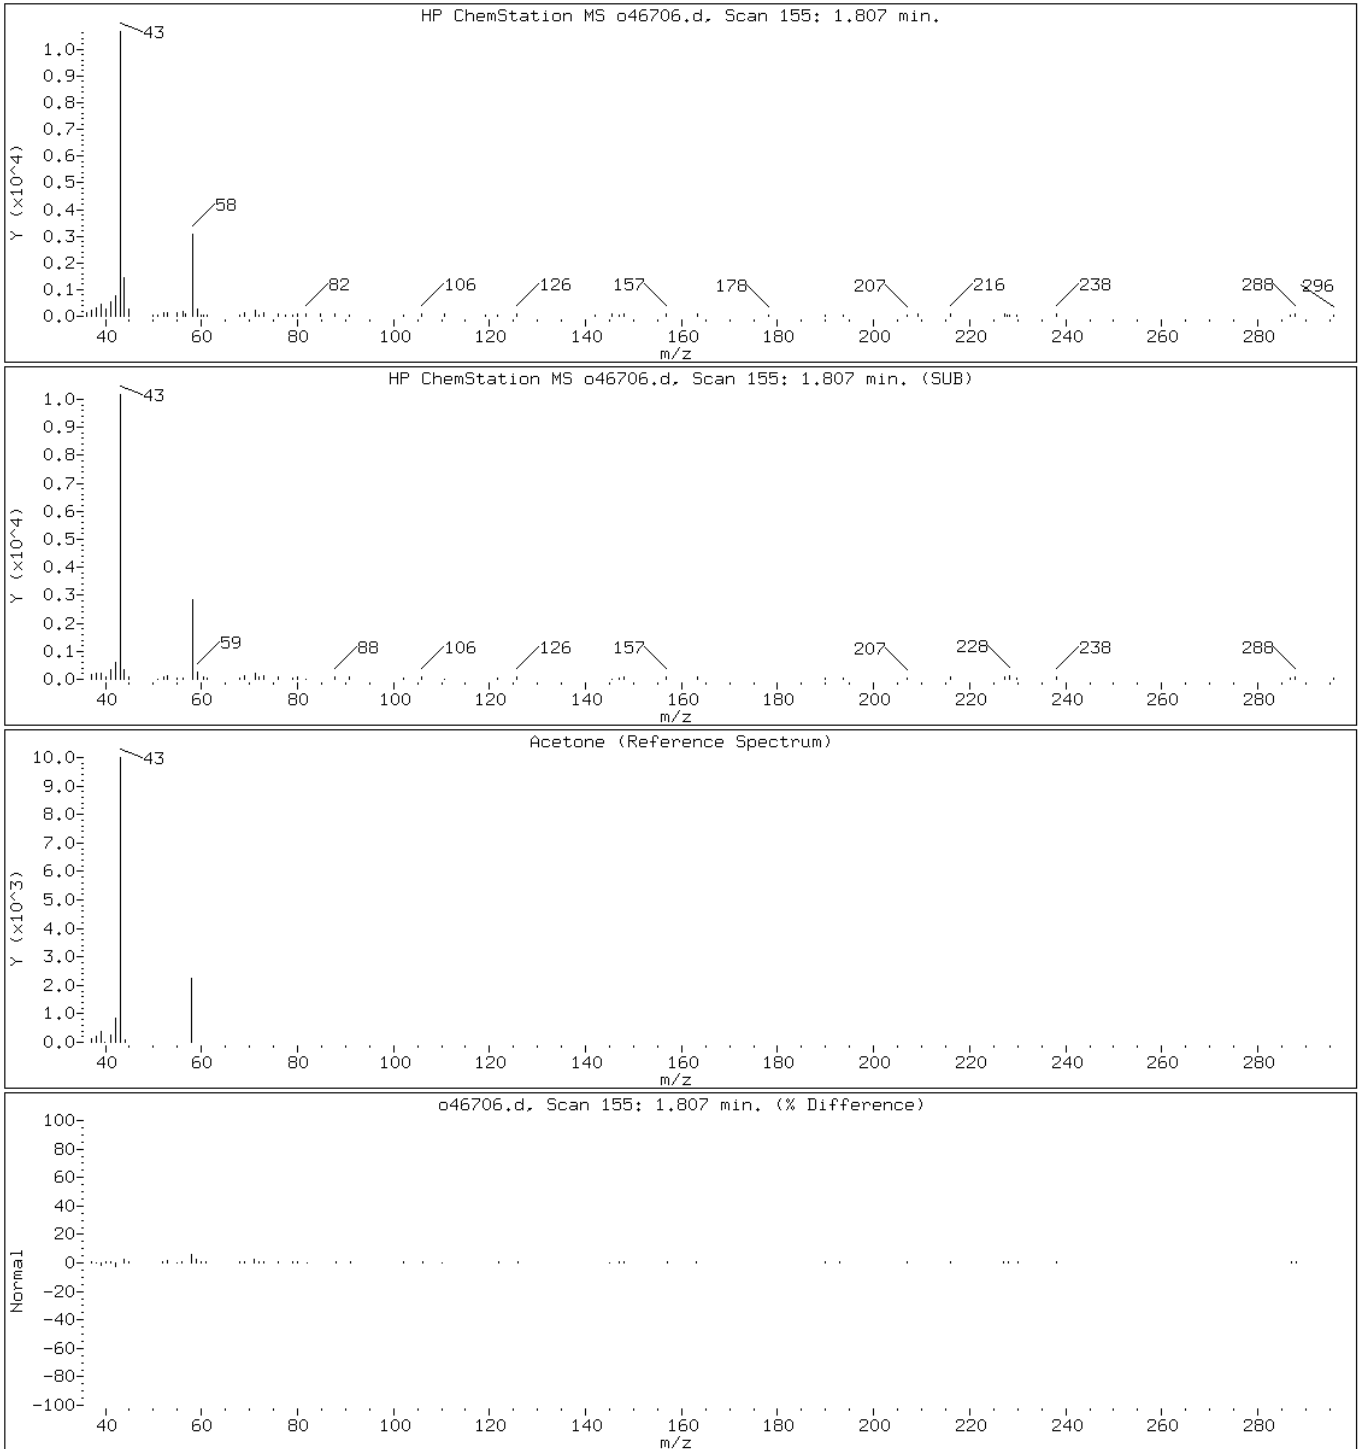 HP ChemStation MS o46706.d, Scan 155: 1.807 min.
43
1.0
0.9
0.8
0.7
0.6
0.5
0.4
58
0.3
0.2
82 106 126 157 178 207 216 238 288 296
0.1
0.0
Y (x10^4)
40 60 80 100 120 140 160 180 200 220 240 260 280
m/z
HP ChemStation MS o46706.d, Scan 155: 1.807 min. (SUB)
43
1.0
0.9
0.8
0.7
0.6
0.5
0.4
0.3
0.2
59 88 106 126 157 207 228 238 288
0.1
0.0
Y (x10^4)
40 60 80 100 120 140 160 180 200 220 240 260 280
m/z
Acetone (Reference Spectrum)
43
10.0
9.0
8.0
7.0
6.0
5.0
4.0
3.0
2.0
1.0
0.0
Y (x10^3)
40 60 80 100 120 140 160 180 200 220 240 260 280
m/z
o46706.d, Scan 155: 1.807 min. (% Difference)
100
80
60
40
20
0
-20
-40
-60
-80
-100
Normal
40 60 80 100 120 140 160 180 200 220 240 260 280
m/z